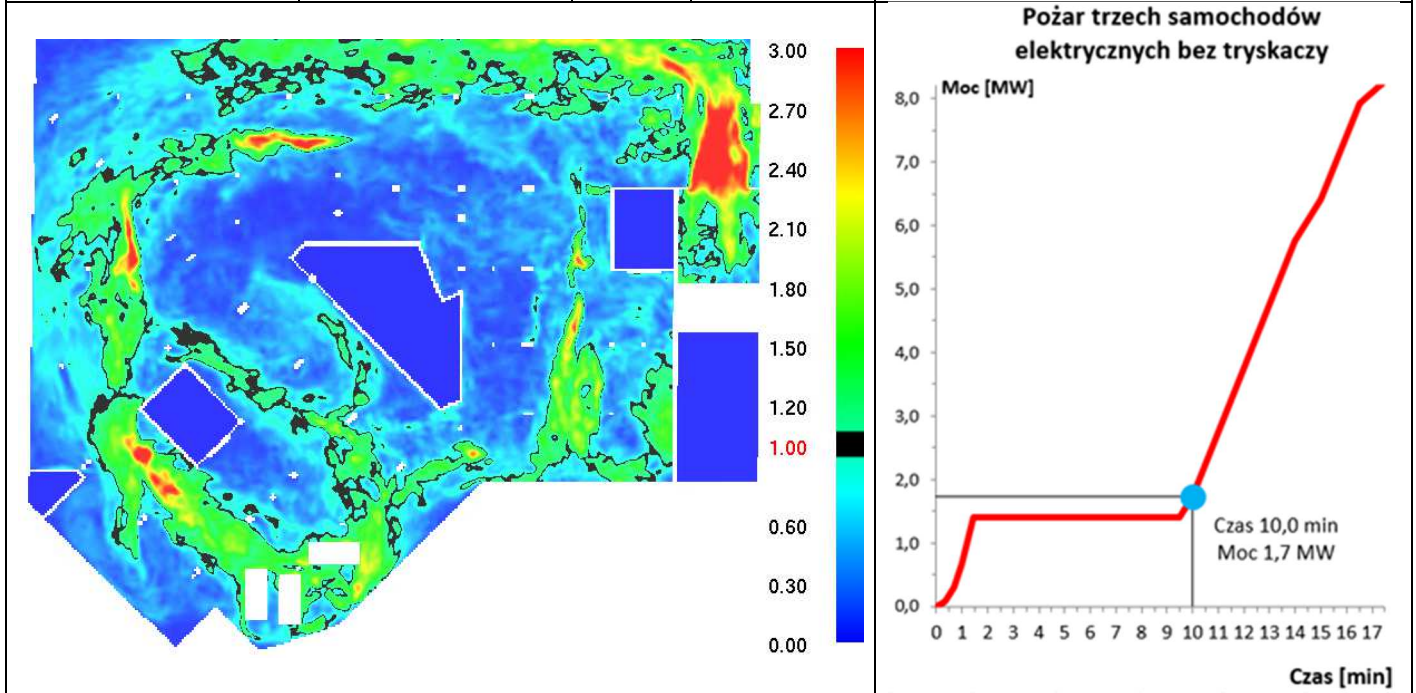 3.00
2.70
2.40
2.10
1.80
1.50
1.20
1.00
0.60
0.30
0.00
Pożar trzech samochodów
elektrycznych bez tryskaczy
Moc [MW]
8,0
7,0
6,0
5,0
4,0
3,0
2,0
1,0
0,0
Czas 10,0 min
Moc 1,7 MW
0 1 2 3 4 5 6 7 8 9 10 11 12 13 14 15 16 17
Czas [min]